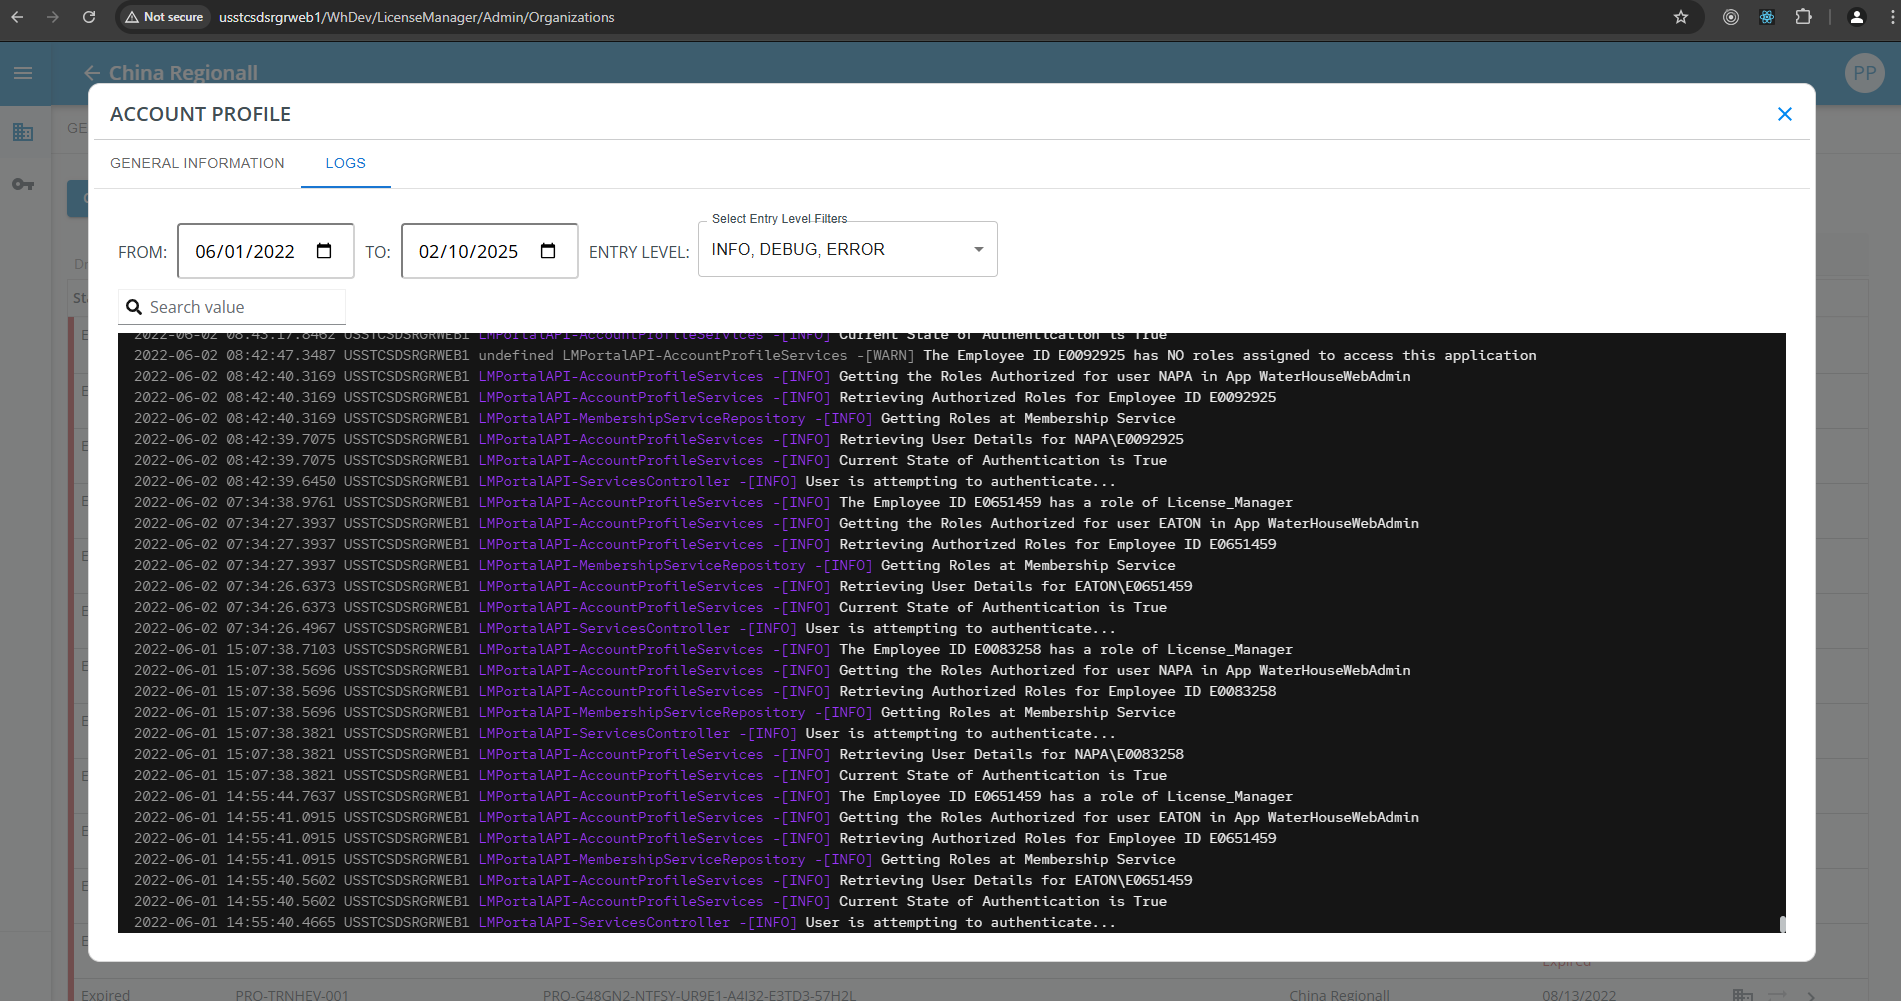 Not secure usstcsdsrgrweb1/WhDev/LicenseManager/Admin/Organizations
China Regionall
PP
ACCOUNT PROFILE
GENERAL INFORMATION LOGS
Select Entry Level Filters
FROM: 06/01/2022 TO: 02/10/2025 ENTRY LEVEL: INFO, DEBUG, ERROR
Search value
2022-06-02 08:43:17.8462 USSTCSDSRGRWEB1 LMPortalAPI-AccountProfileServices -[INFO] Current State of Authentication is True
2022-06-02 08:42:47.3487 USSTCSDSRGRWEB1 undefined LMPortalAPI-AccountProfileServices -[WARN] The Employee ID E0092925 has NO roles assigned to access this application
2022-06-02 08:42:40.3169 USSTCSDSRGRWEB1 LMPortalAPI-AccountProfileServices -[INFO] Getting the Roles Authorized for user NAPA in App WaterHouseWebAdmin
2022-06-02 08:42:40.3169 USSTCSDSRGRWEB1 LMPortalAPI-AccountProfileServices -[INFO] Retrieving Authorized Roles for Employee ID E0092925
2022-06-02 08:42:40.3169 USSTCSDSRGRWEB1 LMPortalAPI-MembershipServiceRepository -[INFO] Getting Roles at Membership Service
2022-06-02 08:42:39.7075 USSTCSDSRGRWEB1 LMPortalAPI-AccountProfileServices -[INFO] Retrieving User Details for NAPA\E0092925
2022-06-02 08:42:39.7075 USSTCSDSRGRWEB1 LMPortalAPI-AccountProfileServices -[INFO] Current State of Authentication is True
2022-06-02 08:42:39.6450 USSTCSDSRGRWEB1 LMPortalAPI-ServicesController -[INFO] User is attempting to authenticate...
2022-06-02 07:34:38.9761 USSTCSDSRGRWEB1 LMPortalAPI-AccountProfileServices -[INFO] The Employee ID E0651459 has a role of License_Manager
2022-06-02 07:34:27.3937 USSTCSDSRGRWEB1 LMPortalAPI-AccountProfileServices -[INFO] Getting the Roles Authorized for user EATON in App WaterHouseWebAdmin
2022-06-02 07:34:27.3937 USSTCSDSRGRWEB1 LMPortalAPI-AccountProfileServices -[INFO] Retrieving Authorized Roles for Employee ID E0651459
2022-06-02 07:34:27.3937 USSTCSDSRGRWEB1 LMPortalAPI-MembershipServiceRepository -[INFO] Getting Roles at Membership Service
2022-06-02 07:34:26.6373 USSTCSDSRGRWEB1 LMPortalAPI-AccountProfileServices -[INFO] Retrieving User Details for EATON\E0651459
2022-06-02 07:34:26.6373 USSTCSDSRGRWEB1 LMPortalAPI-AccountProfileServices -[INFO] Current State of Authentication is True
2022-06-02 07:34:26.4967 USSTCSDSRGRWEB1 LMPortalAPI-ServicesController -[INFO] User is attempting to authenticate...
2022-06-01 15:07:38.7103 USSTCSDSRGRWEB1 LMPortalAPI-AccountProfileServices -[INFO] The Employee ID E0083258 has a role of License_Manager
2022-06-01 15:07:38.5696 USSTCSDSRGRWEB1 LMPortalAPI-AccountProfileServices -[INFO] Getting the Roles Authorized for user NAPA in App WaterHouseWebAdmin
2022-06-01 15:07:38.5696 USSTCSDSRGRWEB1 LMPortalAPI-AccountProfileServices -[INFO] Retrieving Authorized Roles for Employee ID E0083258
2022-06-01 15:07:38.5696 USSTCSDSRGRWEB1 LMPortalAPI-MembershipServiceRepository -[INFO] Getting Roles at Membership Service
2022-06-01 15:07:38.3821 USSTCSDSRGRWEB1 LMPortalAPI-ServicesController -[INFO] User is attempting to authenticate...
2022-06-01 15:07:38.3821 USSTCSDSRGRWEB1 LMPortalAPI-AccountProfileServices -[INFO] Retrieving User Details for NAPA\E0083258
2022-06-01 15:07:38.3821 USSTCSDSRGRWEB1 LMPortalAPI-AccountProfileServices -[INFO] Current State of Authentication is True
2022-06-01 14:55:44.7637 USSTCSDSRGRWEB1 LMPortalAPI-AccountProfileServices -[INFO] The Employee ID E0651459 has a role of License_Manager
2022-06-01 14:55:41.0915 USSTCSDSRGRWEB1 LMPortalAPI-AccountProfileServices -[INFO] Getting the Roles Authorized for user EATON in App WaterHouseWebAdmin
2022-06-01 14:55:41.0915 USSTCSDSRGRWEB1 LMPortalAPI-AccountProfileServices -[INFO] Retrieving Authorized Roles for Employee ID E0651459
2022-06-01 14:55:41.0915 USSTCSDSRGRWEB1 LMPortalAPI-MembershipServiceRepository -[INFO] Getting Roles at Membership Service
2022-06-01 14:55:40.5602 USSTCSDSRGRWEB1 LMPortalAPI-AccountProfileServices -[INFO] Retrieving User Details for EATON\E0651459
2022-06-01 14:55:40.5602 USSTCSDSRGRWEB1 LMPortalAPI-AccountProfileServices -[INFO] Current State of Authentication is True
2022-06-01 14:55:40.4665 USSTCSDSRGRWEB1 LMPortalAPI-ServicesController -[INFO] User is attempting to authenticate...
Expired
Expired PRO-TRNHEV-001 PRO-G48GN2-NTFSY-UR9E1-A4I32-E3TD3-57H2L China Regionall 08/13/2022